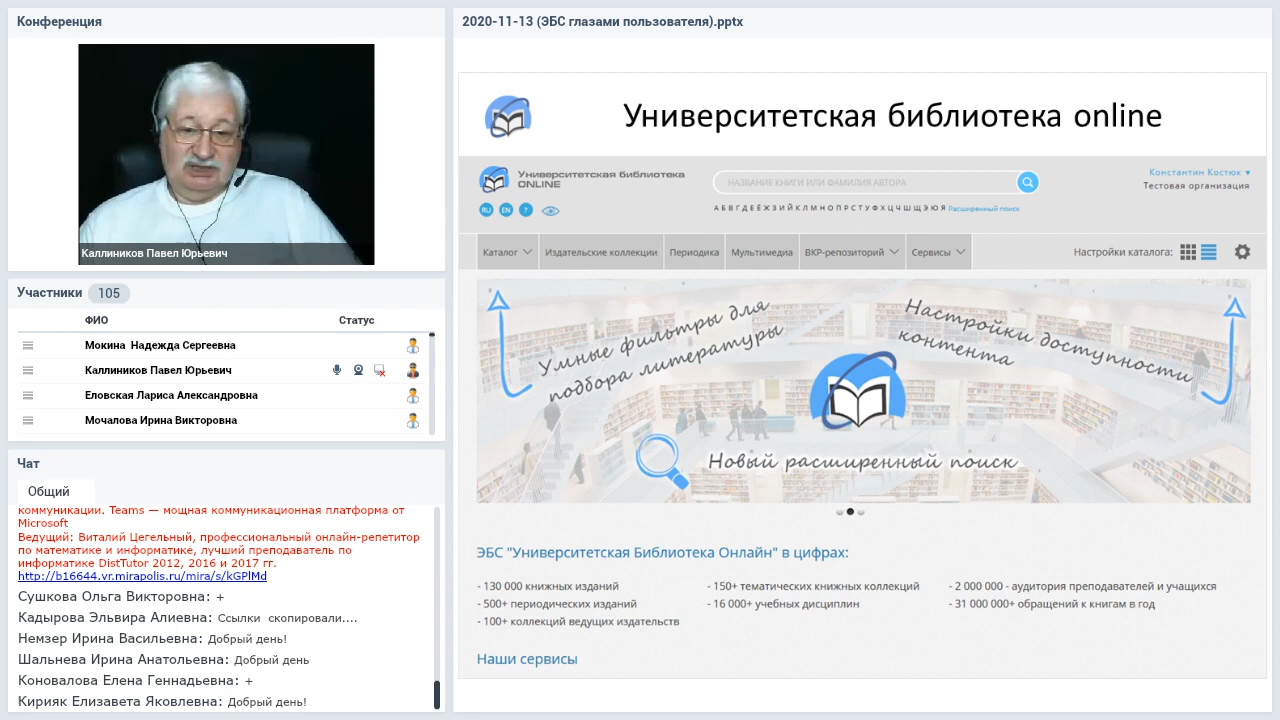 Конференция
Каллиников Павел Юрьевич
Участники 105
ФИО Статус
Мокина Надежда Сергеевна
Каллиников Павел Юрьевич
Еловская Лариса Александровна
Мочалова Ирина Викторовна
Чат
Общий
коммуникации. Teams — мощная коммуникационная платформа от
Microsoft
Ведущий: Виталий Цегельный, профессиональный онлайн-репетитор
по математике и информатике, лучший преподаватель по
информатике DistTutor 2012, 2016 и 2017 гг.
http://b16644.vr.mirapolis.ru/mira/s/kGPlMd
Сушкова Ольга Викторовна: +
Кадырова Эльвира Алиевна: Ссылки скопировали....
Немзер Ирина Васильевна: Добрый день!
Шальнева Ирина Анатольевна: Добрый день
Коновалова Елена Геннадьевна: +
Кирияк Елизавета Яковлевна: Добрый день!
2020-11-13 (ЭБС глазами пользователя).pptx
Университетская библиотека online
Университетская библиотека
ONLINE
НАЗВАНИЕ КНИГИ ИЛИ ФАМИЛИЯ АВТОРА
Константин Костюк ▾
Тестовая организация
RU EN ?
А Б В Г Д Е Ё Ж З И Й К Л М Н О П Р С Т У Ф Х Ц Ч Ш Щ Э Ю Я Расширенный поиск
Каталог Издательские коллекции Периодика Мультимедиа ВКР-репозиторий Сервисы Настройки каталога:
Умные фильтры для
подбора литературы
Настройки доступности
контента
Новый расширенный поиск
ЭБС "Университетская Библиотека Онлайн" в цифрах:
- 130 000 книжных изданий
- 500+ периодических изданий
- 100+ коллекций ведущих издательств
- 150+ тематических книжных коллекций
- 16 000+ учебных дисциплин
- 2 000 000 - аудитория преподавателей и учащихся
- 31 000 000+ обращений к книгам в год
Наши сервисы